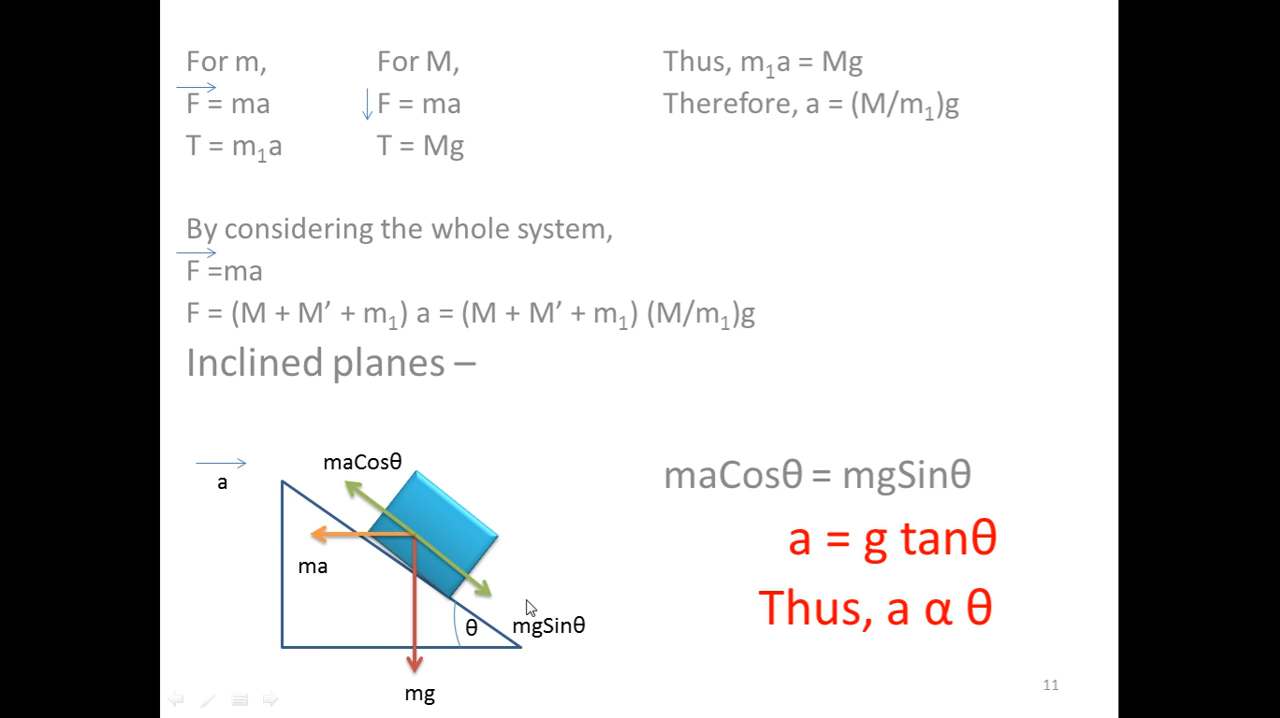 For m,
For M,
Thus, m₁a = Mg
F = ma
F = ma
Therefore, a = (M/m₁)g
T = m₁a
T = Mg
By considering the whole system,
F =ma
F = (M + M’ + m₁) a = (M + M’ + m₁) (M/m₁)g
Inclined planes –
a
maCosθ
ma
θ
mgSinθ
mg
maCosθ = mgSinθ
a = g tanθ
Thus, a α θ
11